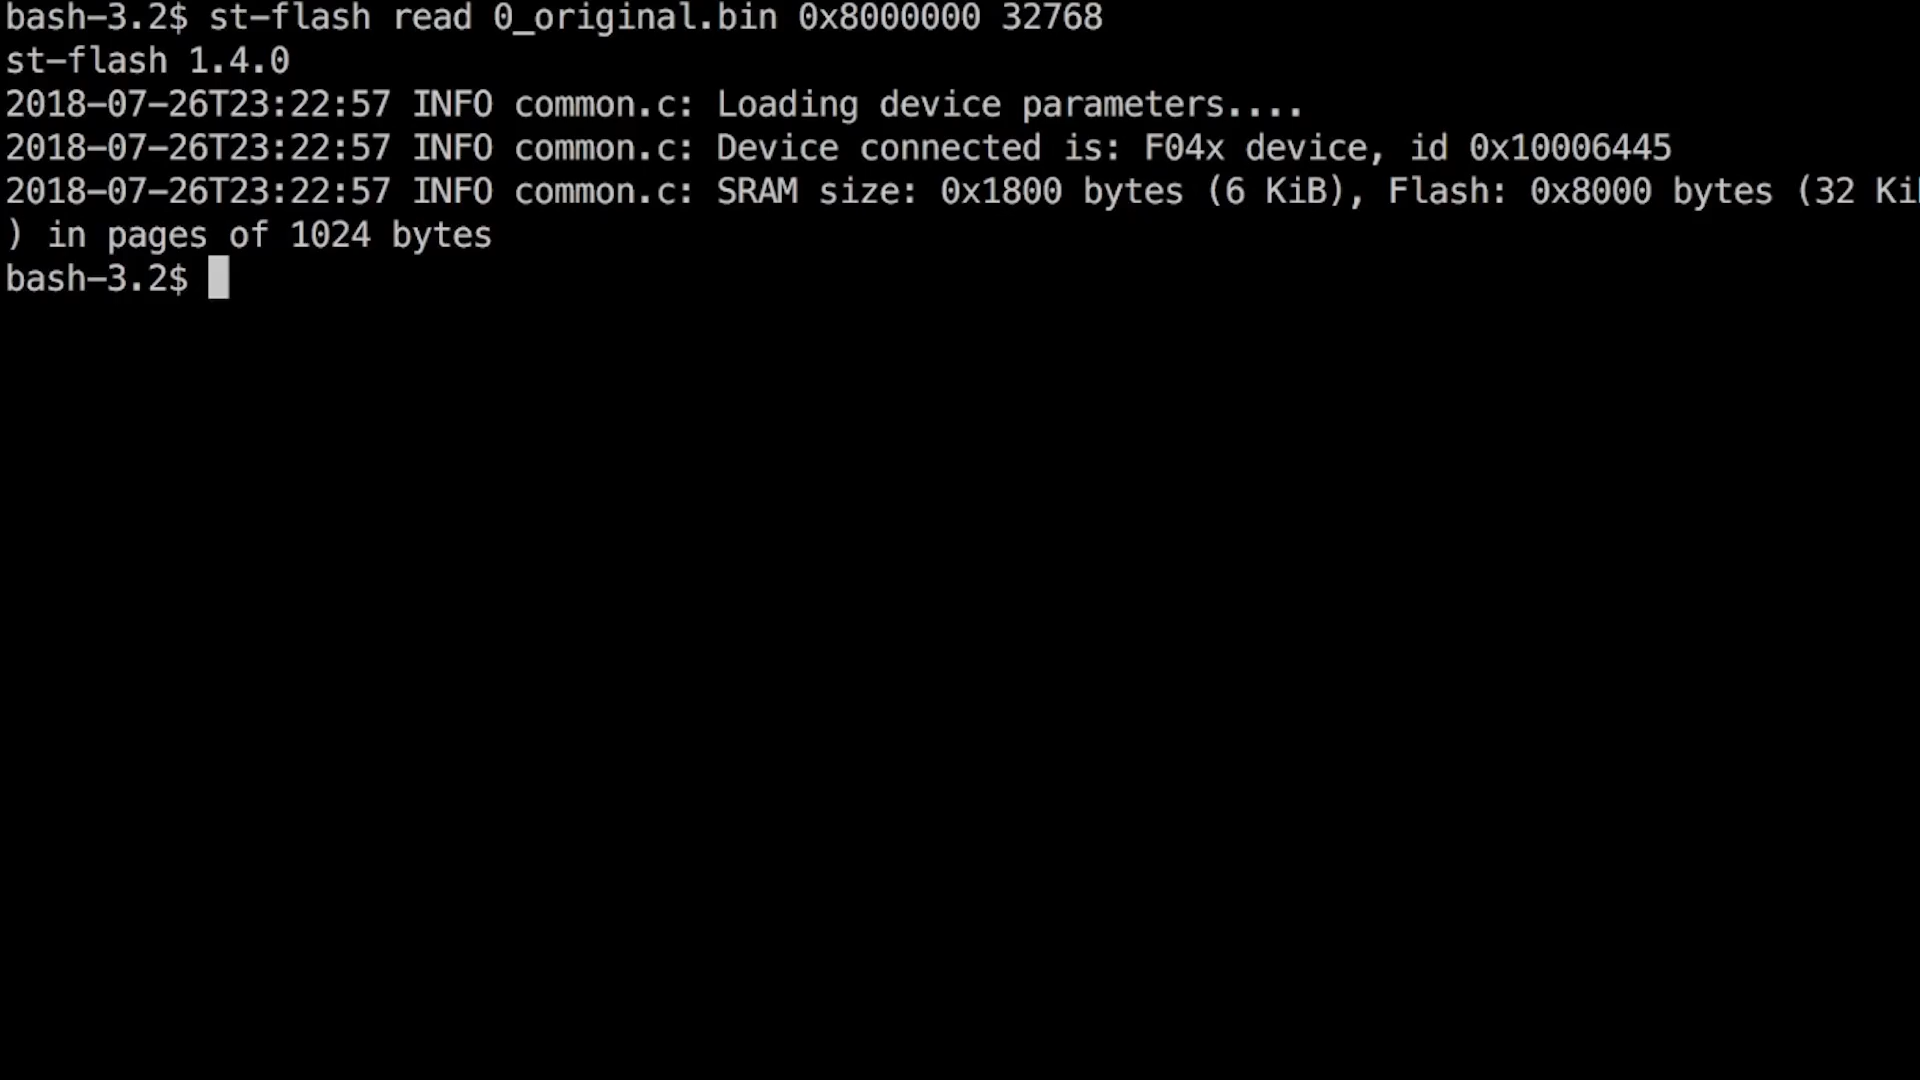 bash-3.2$ st-flash read 0_original.bin 0x8000000 32768
st-flash 1.4.0
2018-07-26T23:22:57 INFO common.c: Loading device parameters....
2018-07-26T23:22:57 INFO common.c: Device connected is: F04x device, id 0x10006445
2018-07-26T23:22:57 INFO common.c: SRAM size: 0x1800 bytes (6 KiB), Flash: 0x8000 bytes (32 KiB
) in pages of 1024 bytes
bash-3.2$